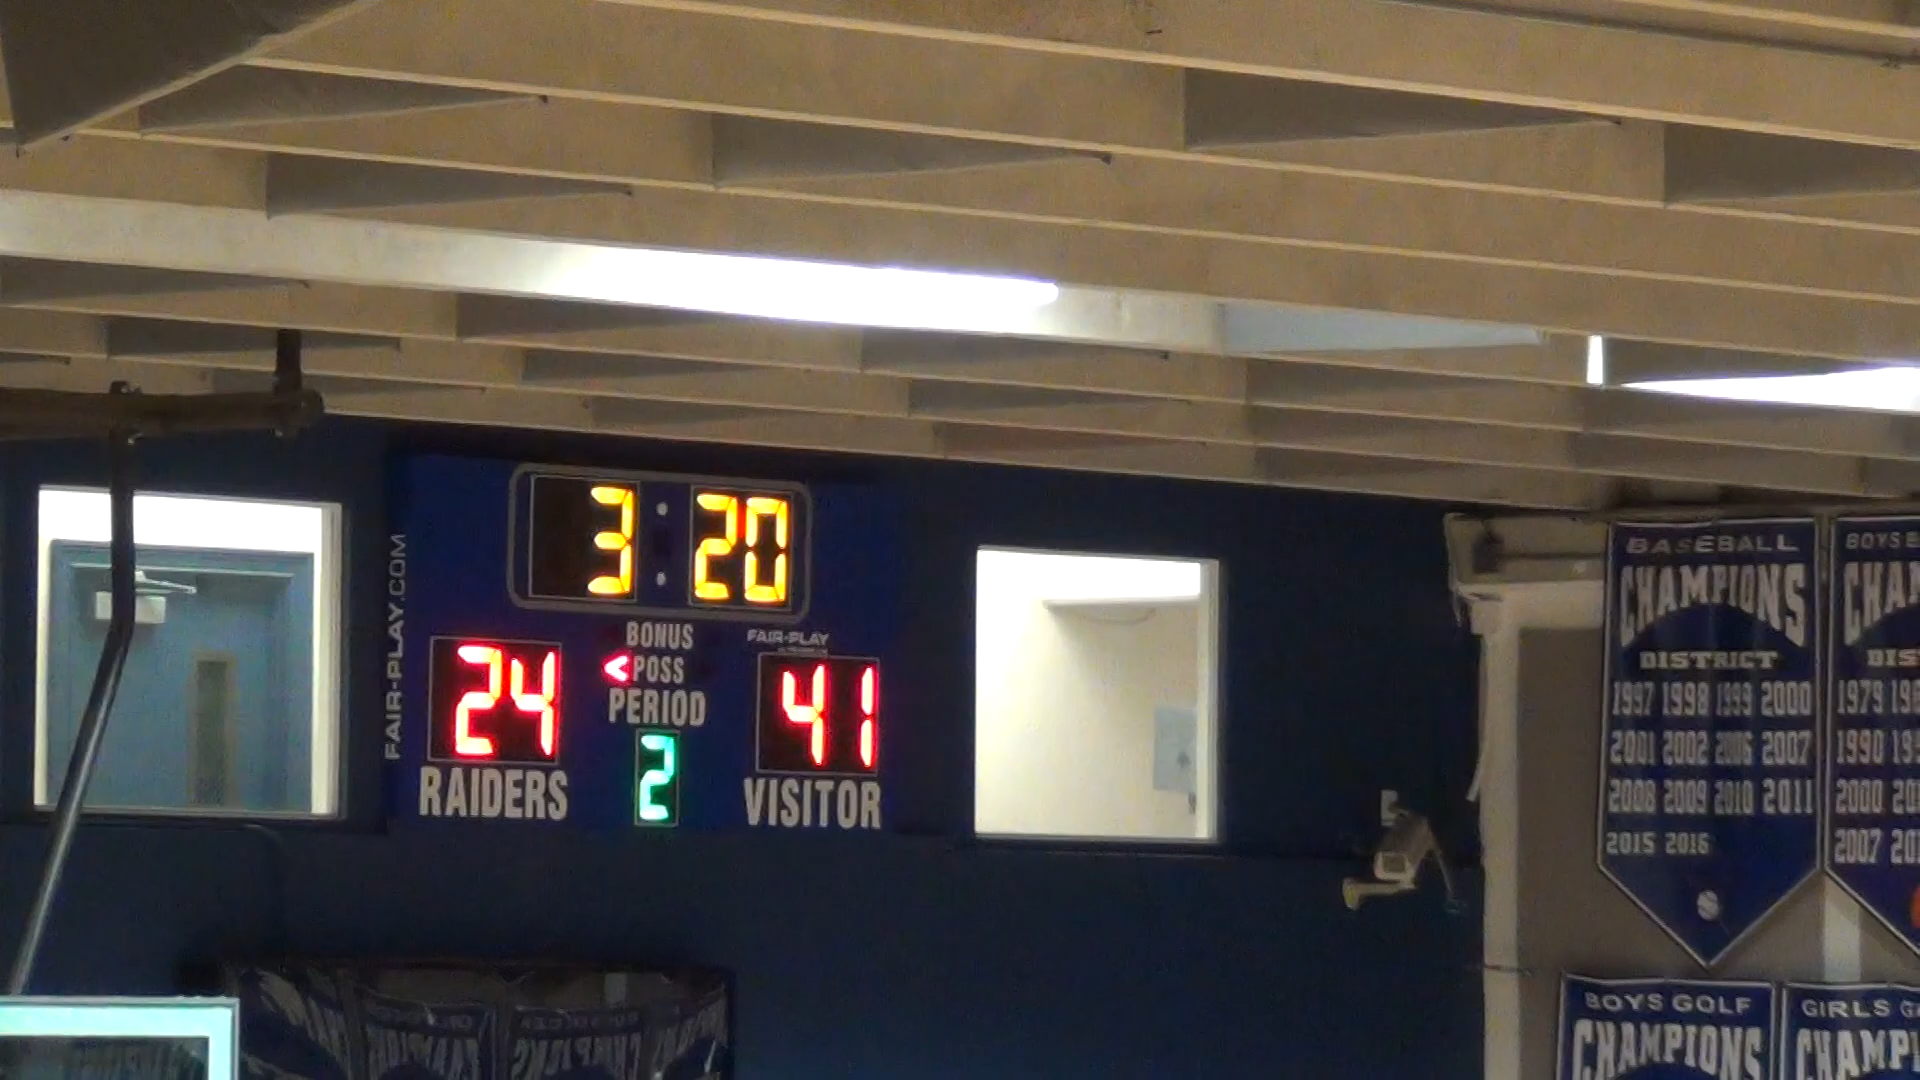 3:20
FAIR-PLAY.COM
BONUS
FAIR-PLAY
24
<POSS
41
PERIOD
2
RAIDERS
VISITOR
BASEBALL
CHAMPIONS
DISTRICT
1997 1998 1999 2000
2001 2002 2006 2007
2008 2009 2010 2011
2015 2016
BOYS
1979
1990
2000
2007
BOYS GOLF
CHAMPIONS
GIRLS